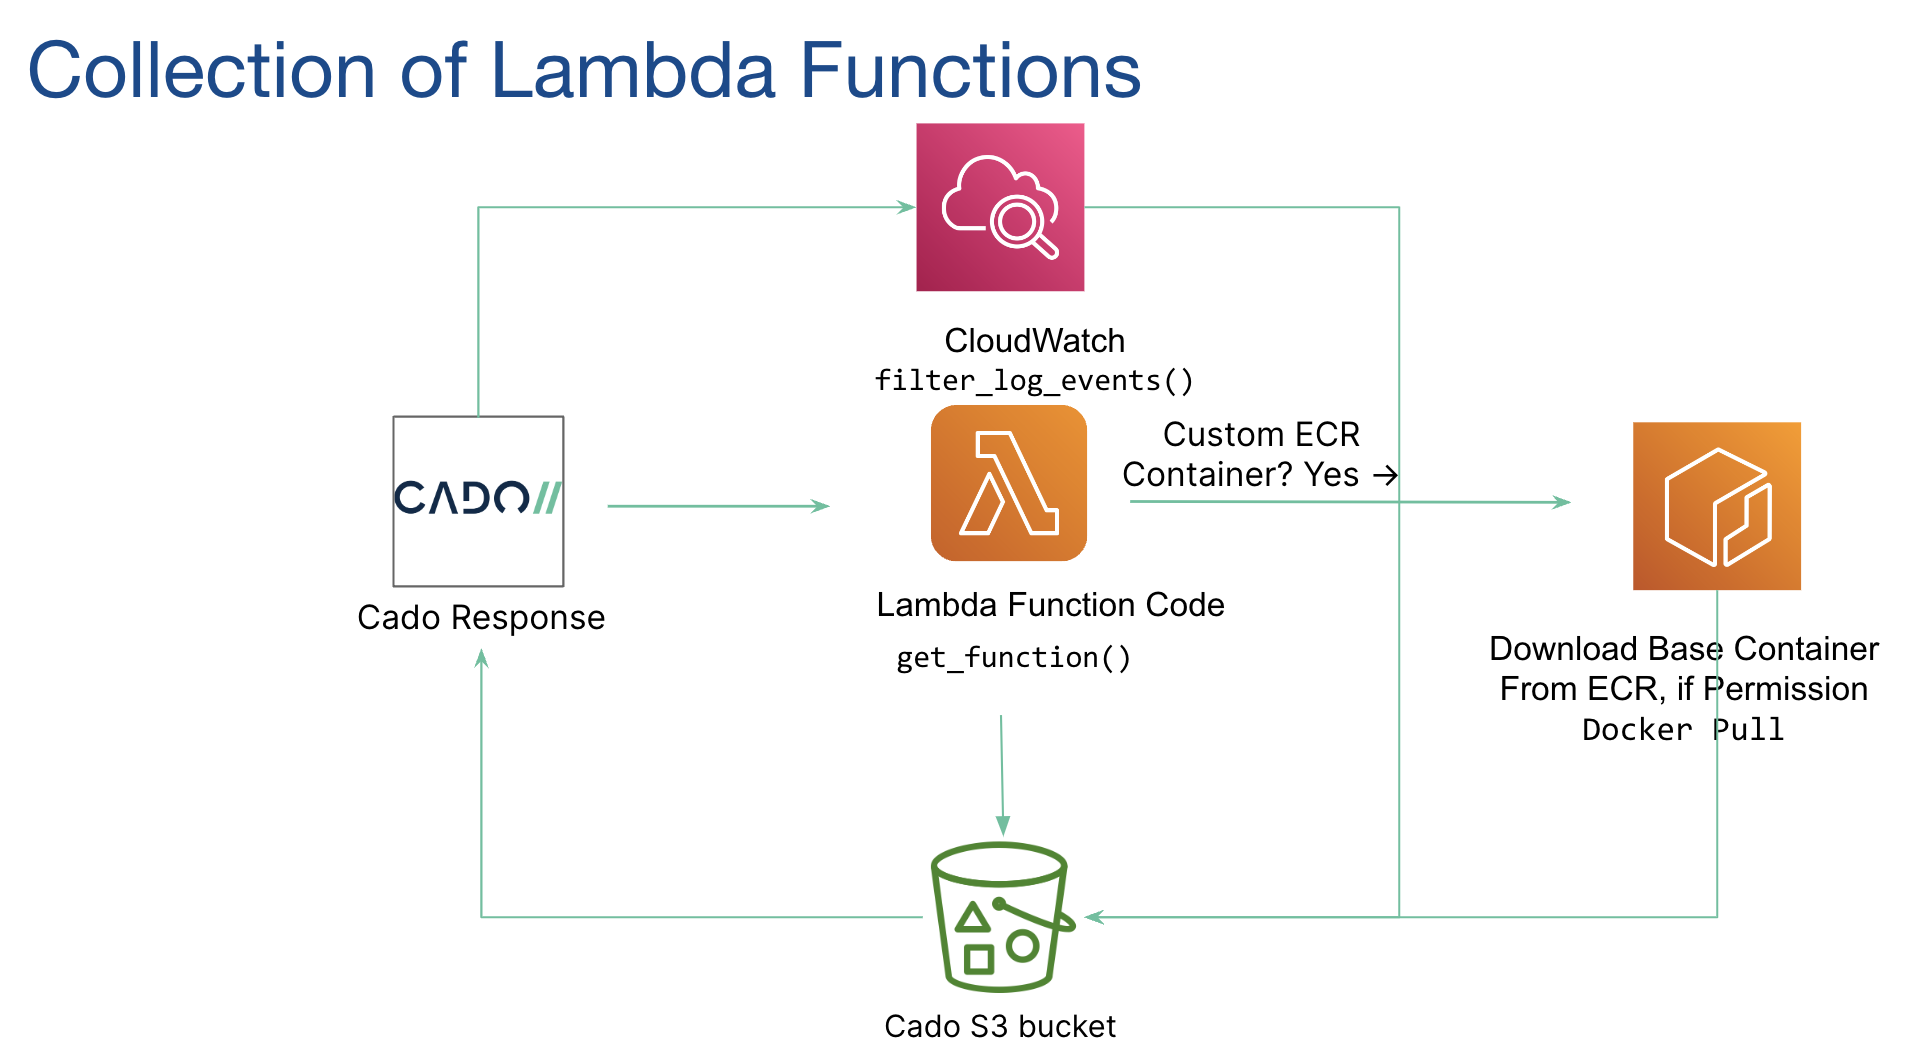 Collection of Lambda Functions
CloudWatch
filter_log_events()
Custom ECR
Container? Yes →
CADO//
Cado Response
Lambda Function Code
get_function()
Download Base Container
From ECR, if Permission
Docker Pull
Cado S3 bucket